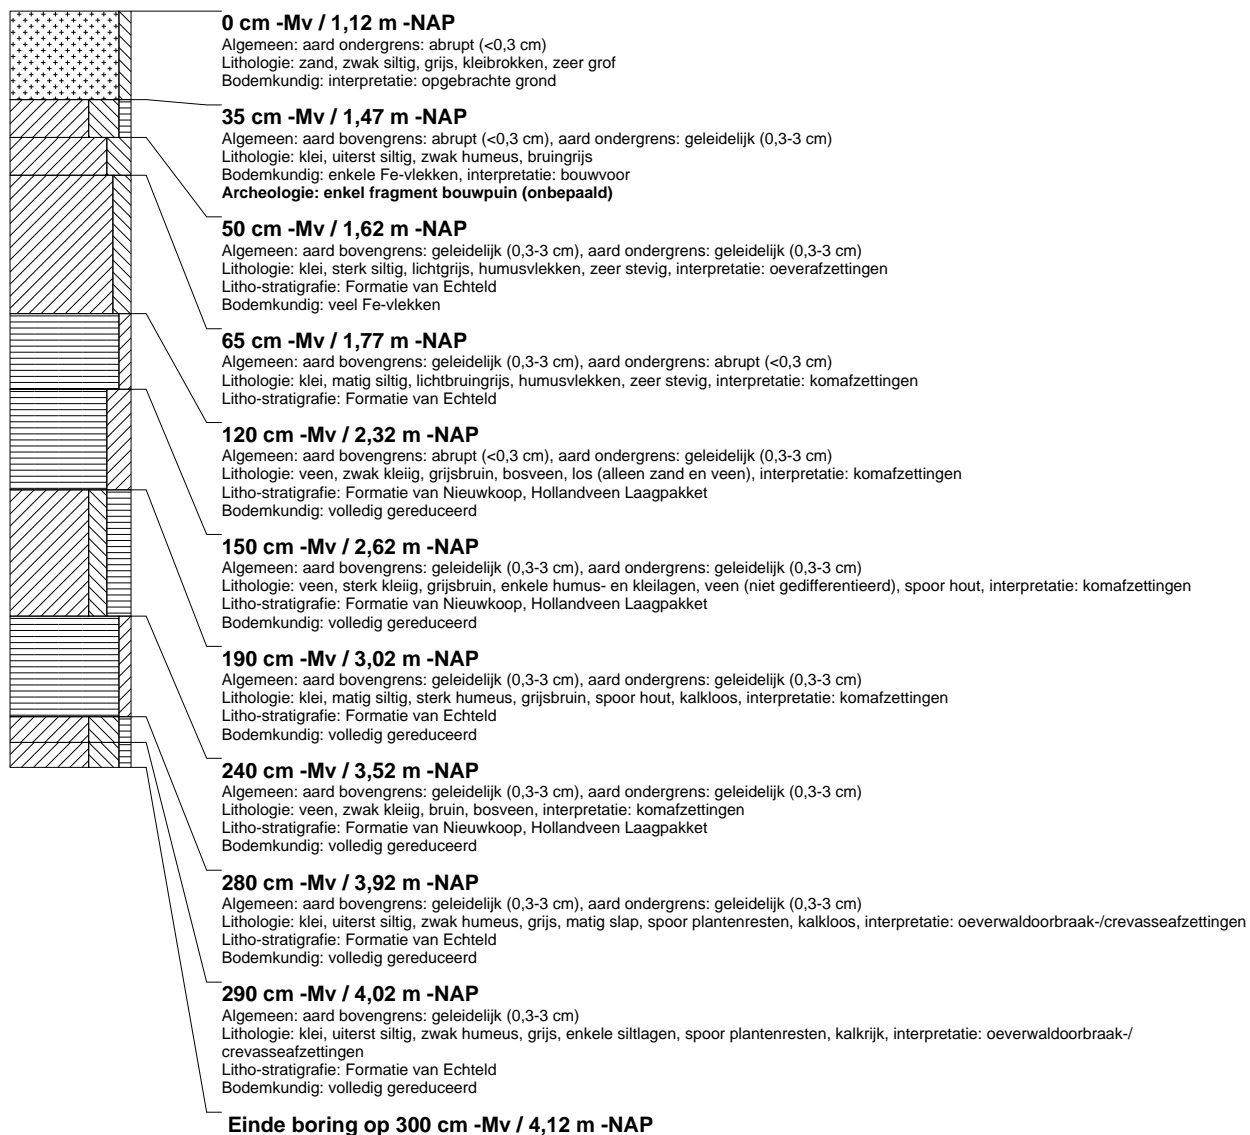 0 cm -Mv / 1,12 m -NAP
Algemeen: aard ondergrens: abrupt (<0,3 cm)
Lithologie: zand, zwak siltig, grijs, kleibrokken, zeer grof
Bodemkundig: interpretatie: opgebrachte grond
35 cm -Mv / 1,47 m -NAP
Algemeen: aard bovengrens: abrupt (<0,3 cm), aard ondergrens: geleidelijk (0,3-3 cm)
Lithologie: klei, uiterst siltig, zwak humeus, bruingrijs
Bodemkundig: enkele Fe-vlekken, interpretatie: bouwvoor
Archeologie: enkel fragment bouwpuin (onbepaald)
50 cm -Mv / 1,62 m -NAP
Algemeen: aard bovengrens: geleidelijk (0,3-3 cm), aard ondergrens: geleidelijk (0,3-3 cm)
Lithologie: klei, sterk siltig, lichtgrijs, humusvlekken, zeer stevig, interpretatie: oeverafzettingen
Litho-stratigrafie: Formatie van Echteld
Bodemkundig: veel Fe-vlekken
65 cm -Mv / 1,77 m -NAP
Algemeen: aard bovengrens: geleidelijk (0,3-3 cm), aard ondergrens: abrupt (<0,3 cm)
Lithologie: klei, matig siltig, lichtbruingrijs, humusvlekken, zeer stevig, interpretatie: komafzettingen
Litho-stratigrafie: Formatie van Echteld
120 cm -Mv / 2,32 m -NAP
Algemeen: aard bovengrens: abrupt (<0,3 cm), aard ondergrens: geleidelijk (0,3-3 cm)
Lithologie: veen, zwak kleiig, grijsbruin, bosveen, los (alleen zand en veen), interpretatie: komafzettingen
Litho-stratigrafie: Formatie van Nieuwkoop, Hollandveen Laagpakket
Bodemkundig: volledig gereduceerd
150 cm -Mv / 2,62 m -NAP
Algemeen: aard bovengrens: geleidelijk (0,3-3 cm), aard ondergrens: geleidelijk (0,3-3 cm)
Lithologie: veen, sterk kleiig, grijsbruin, enkele humus- en kleilagen, veen (niet gedifferentieerd), spoor hout, interpretatie: komafzettingen
Litho-stratigrafie: Formatie van Nieuwkoop, Hollandveen Laagpakket
Bodemkundig: volledig gereduceerd
190 cm -Mv / 3,02 m -NAP
Algemeen: aard bovengrens: geleidelijk (0,3-3 cm), aard ondergrens: geleidelijk (0,3-3 cm)
Lithologie: klei, matig siltig, sterk humeus, grijsbruin, spoor hout, kalkloos, interpretatie: komafzettingen
Litho-stratigrafie: Formatie van Echteld
Bodemkundig: volledig gereduceerd
240 cm -Mv / 3,52 m -NAP
Algemeen: aard bovengrens: geleidelijk (0,3-3 cm), aard ondergrens: geleidelijk (0,3-3 cm)
Lithologie: veen, zwak kleiig, bruin, bosveen, interpretatie: komafzettingen
Litho-stratigrafie: Formatie van Nieuwkoop, Hollandveen Laagpakket
Bodemkundig: volledig gereduceerd
280 cm -Mv / 3,92 m -NAP
Algemeen: aard bovengrens: geleidelijk (0,3-3 cm), aard ondergrens: geleidelijk (0,3-3 cm)
Lithologie: klei, uiterst siltig, zwak humeus, grijs, matig slap, spoor plantenresten, kalkloos, interpretatie: oeverwaldoorbraak-/crevasseafzettingen
Litho-stratigrafie: Formatie van Echteld
Bodemkundig: volledig gereduceerd
290 cm -Mv / 4,02 m -NAP
Algemeen: aard bovengrens: geleidelijk (0,3-3 cm)
Lithologie: klei, uiterst siltig, zwak humeus, grijs, enkele siltlagen, spoor plantenresten, kalkrijk, interpretatie: oeverwaldoorbraak-/
crevasseafzettingen
Litho-stratigrafie: Formatie van Echteld
Bodemkundig: volledig gereduceerd
Einde boring op 300 cm -Mv / 4,12 m -NAP